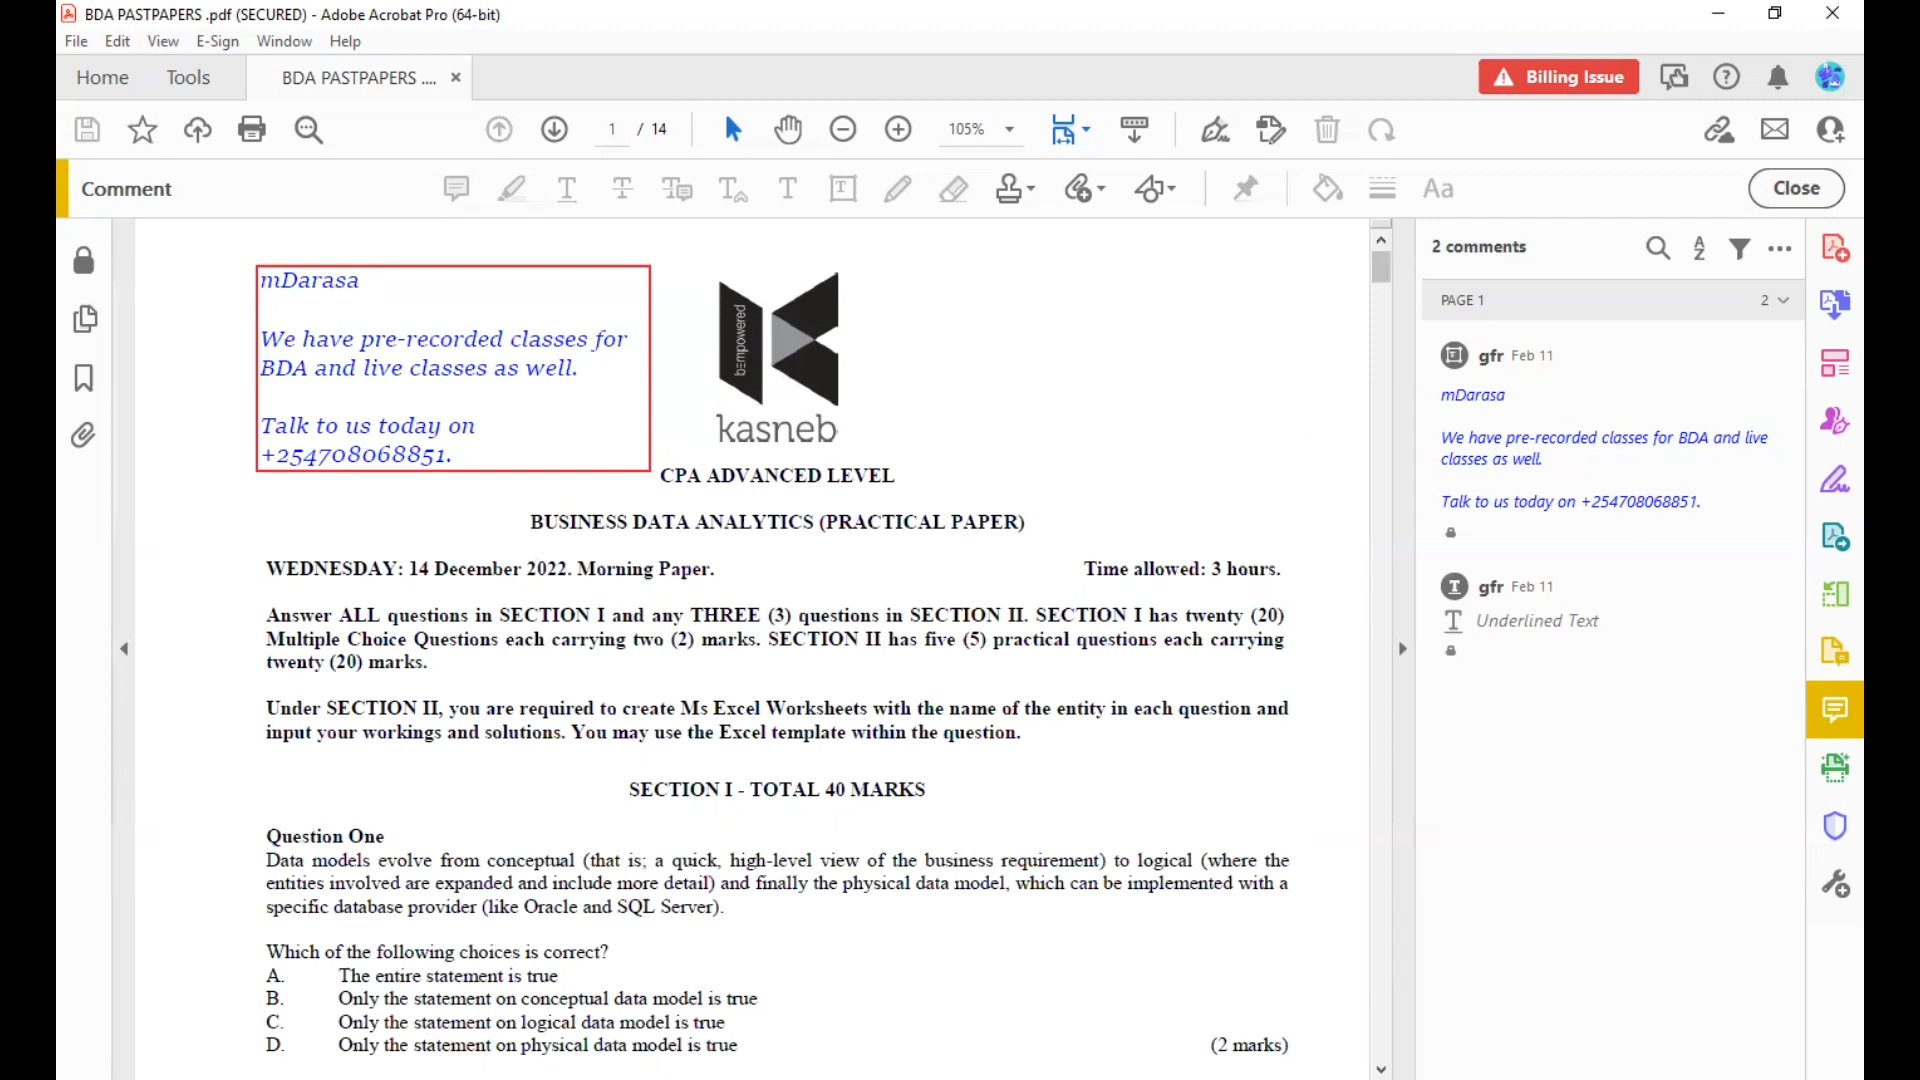 BDA PASTPAPERS .pdf (SECURED) - Adobe Acrobat Pro (64-bit)
File Edit View E-Sign Window Help
Home Tools BDA PASTPAPERS .... × Billing Issue
1 / 14 105%
Comment Aa Close
mDarasa
We have pre-recorded classes for
BDA and live classes as well.
Talk to us today on
+254708068851.
bempowered
kasneb
CPA ADVANCED LEVEL
BUSINESS DATA ANALYTICS (PRACTICAL PAPER)
WEDNESDAY: 14 December 2022. Morning Paper. Time allowed: 3 hours.
Answer ALL questions in SECTION I and any THREE (3) questions in SECTION II. SECTION I has twenty (20)
Multiple Choice Questions each carrying two (2) marks. SECTION II has five (5) practical questions each carrying
twenty (20) marks.
Under SECTION II, you are required to create Ms Excel Worksheets with the name of the entity in each question and
input your workings and solutions. You may use the Excel template within the question.
SECTION I - TOTAL 40 MARKS
Question One
Data models evolve from conceptual (that is; a quick, high-level view of the business requirement) to logical (where the
entities involved are expanded and include more detail) and finally the physical data model, which can be implemented with a
specific database provider (like Oracle and SQL Server).
Which of the following choices is correct?
A. The entire statement is true
B. Only the statement on conceptual data model is true
C. Only the statement on logical data model is true
D. Only the statement on physical data model is true (2 marks)
2 comments
PAGE 1 2
gfr Feb 11
mDarasa
We have pre-recorded classes for BDA and live
classes as well.
Talk to us today on +254708068851.
gfr Feb 11
Underlined Text